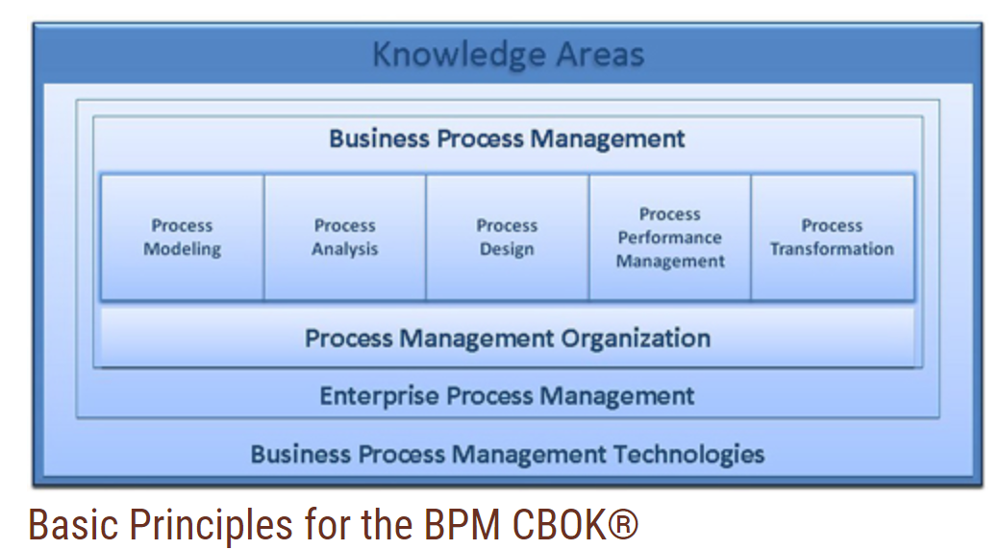 Knowledge Areas
Business Process Management
Process
Modeling
Process
Analysis
Process
Design
Process
Performance
Management
Process
Transformation
Process Management Organization
Enterprise Process Management
Business Process Management Technologies
Basic Principles for the BPM CBOK®